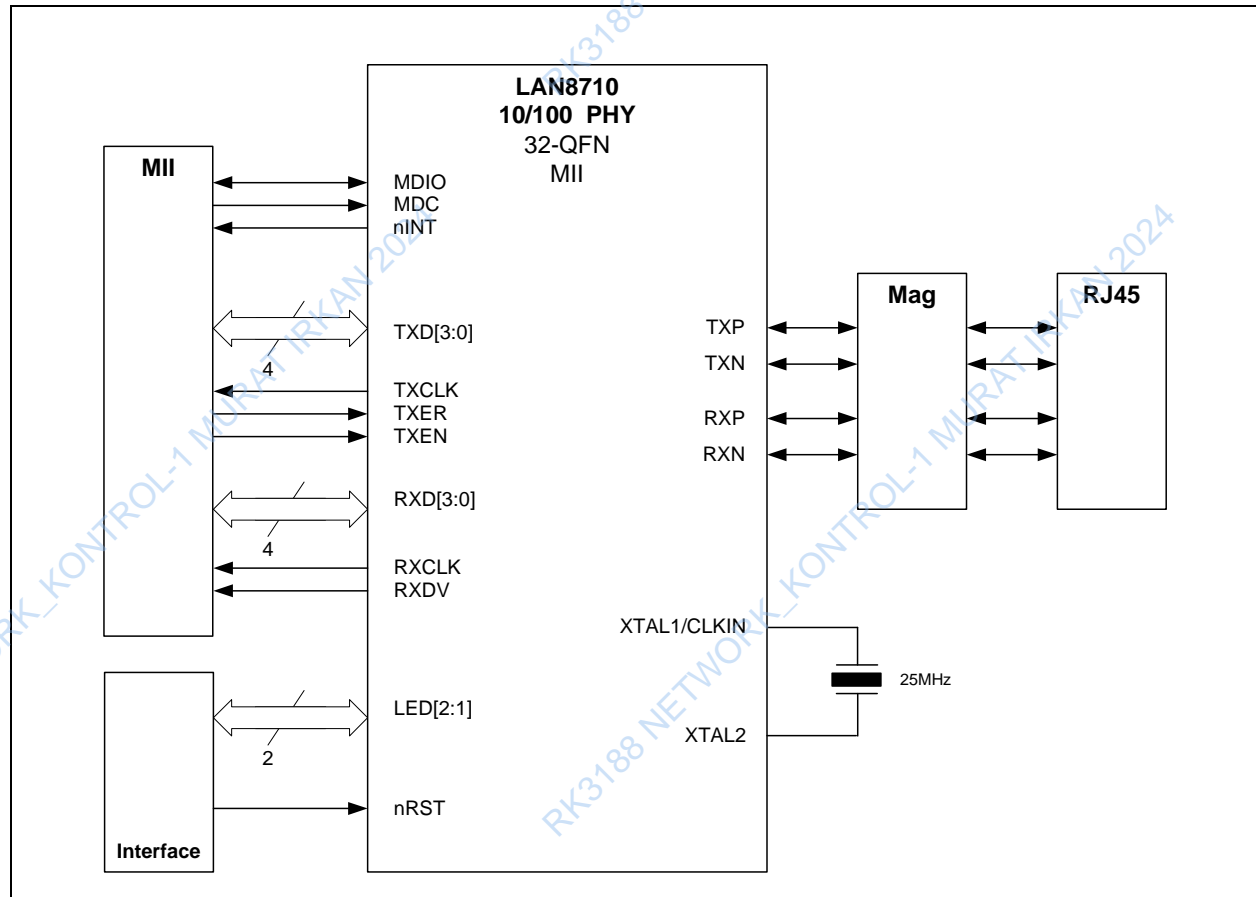 LAN8710
10/100 PHY
32-QFN
MII
MII
MDIO
MDC
nINT
TXD[3:0]
4
TXCLK
TXER
TXEN
RXD[3:0]
4
RXCLK
RXDV
LED[2:1]
2
nRST
Interface
TXP
TXN
RXP
RXN
Mag
RJ45
XTAL1/CLKIN
25MHz
XTAL2
RK3188
RK_KONTROL-1 MURAT IRKAN 2024
RK3188 NETWORK_KONTROL-1 MURAT IRKAN 2024